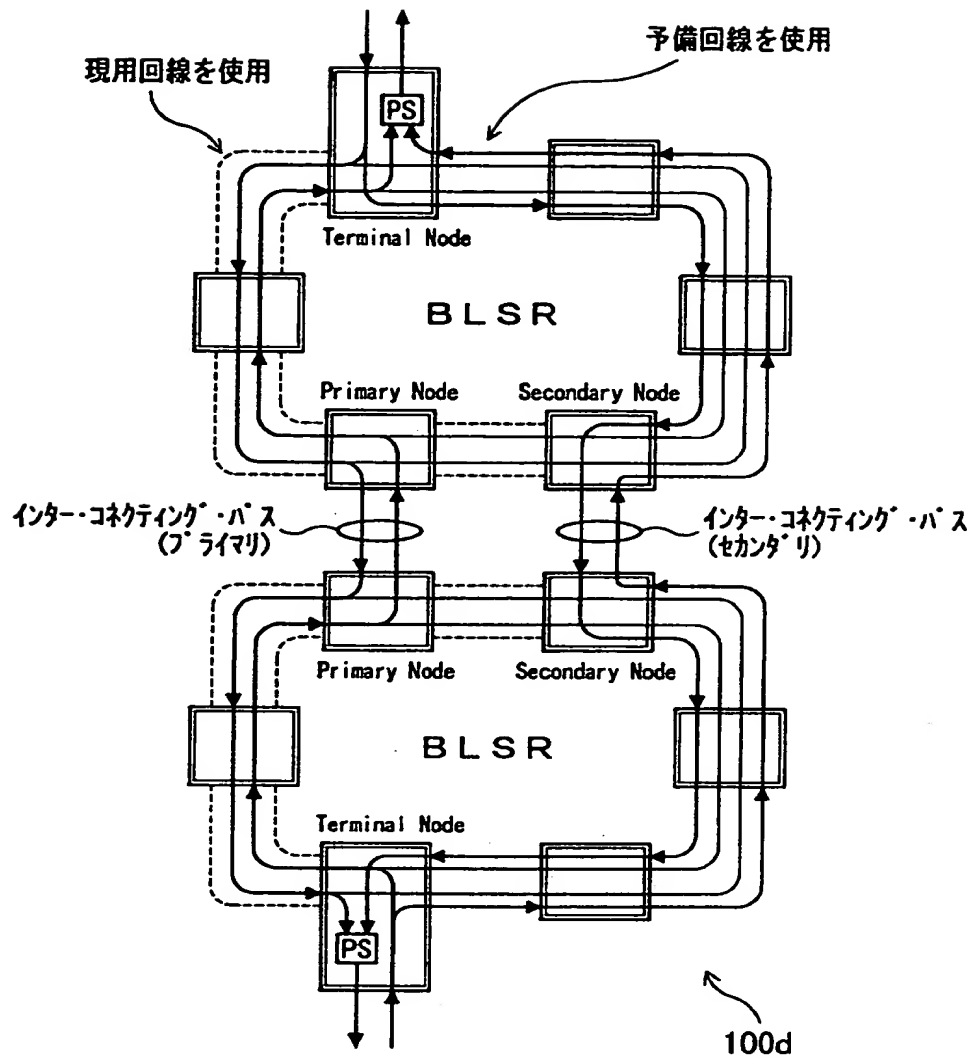 予備回線を使用
現用回線を使用
PS
Terminal Node
BLSR
Primary Node
Secondary Node
インター・コネクティング・パス
(プライマリ)
インター・コネクティング・パス
(セカンダリ)
Primary Node
Secondary Node
BLSR
Terminal Node
PS
100d